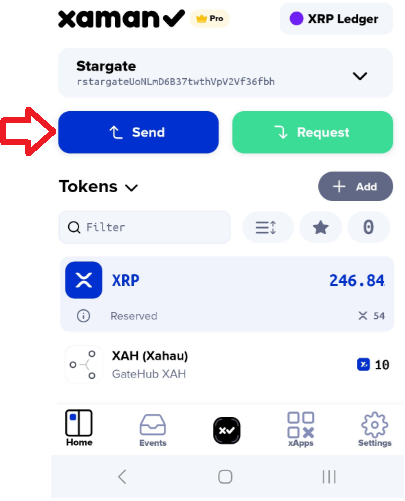 xaman Pro XRP Ledger
Stargate
rstargateUoNLmD6B37twthVpV2Vf36fbh
Send Request
Tokens Add
Filter 0
XRP 246.84
Reserved 54
XAH (Xahau) 10
GateHub XAH
Home Events xApps Settings